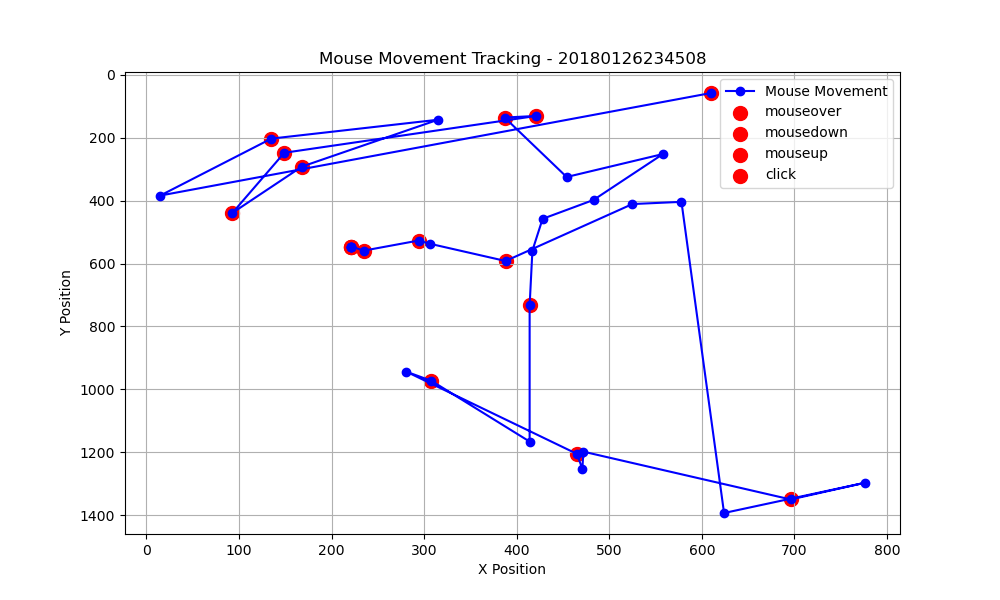 Mouse Movement Tracking - 20180126234508
Mouse Movement
mouseover
mousedown
mouseup
click
0
200
400
600
800
1000
1200
1400
Y Position
0 100 200 300 400 500 600 700 800
X Position